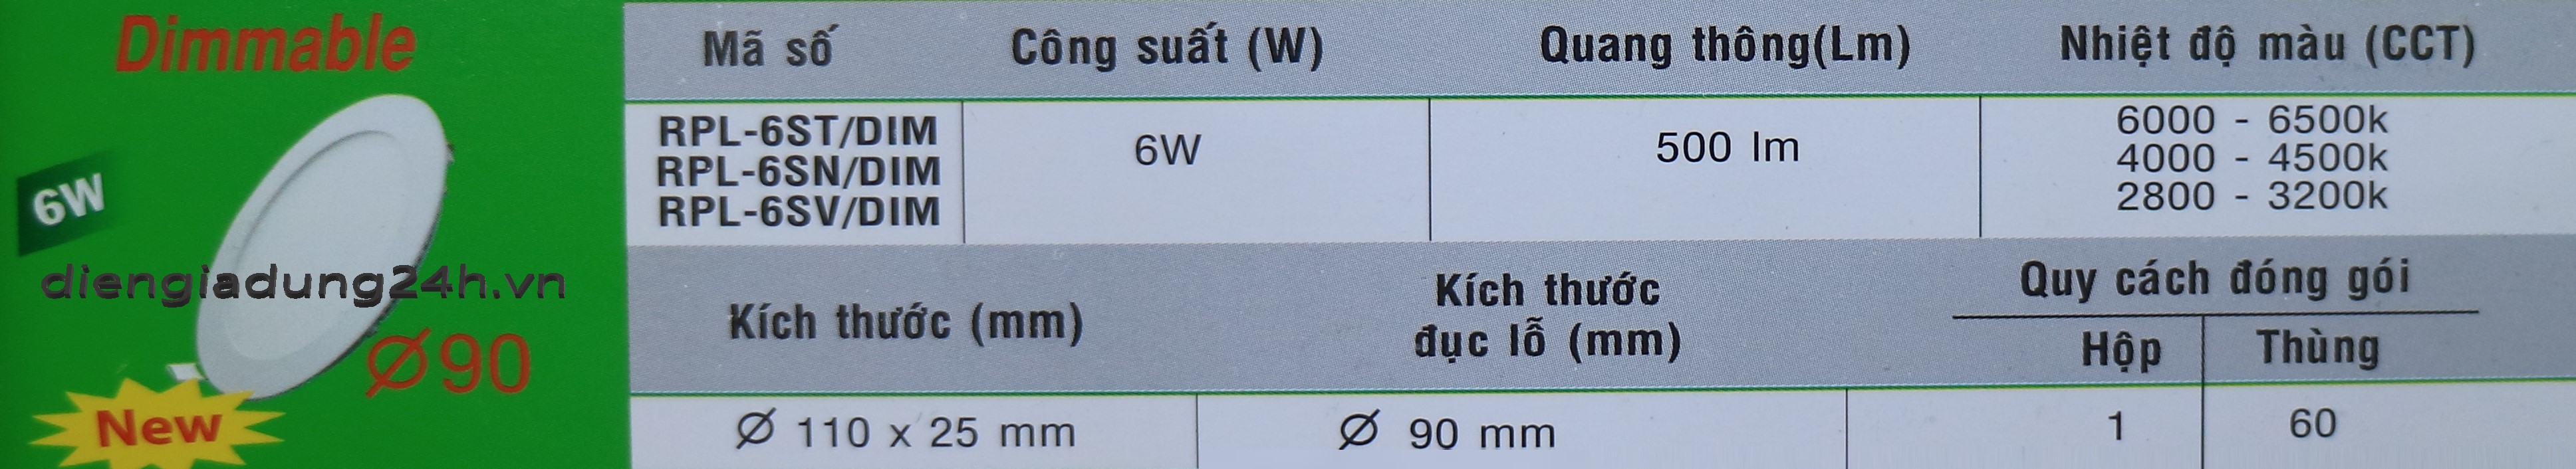 Dimmable
6W
diengiadung24h.vn
Ø90
New
Mã số Công suất (W) Quang thông(Lm) Nhiệt độ màu (CCT)
RPL-6ST/DIM 6W 500 lm 6000 - 6500k
RPL-6SN/DIM 4000 - 4500k
RPL-6SV/DIM 2800 - 3200k
Kích thước (mm) Kích thước Quy cách đóng gói
đục lỗ (mm) Hộp Thùng
Ø 110 x 25 mm Ø 90 mm 1 60